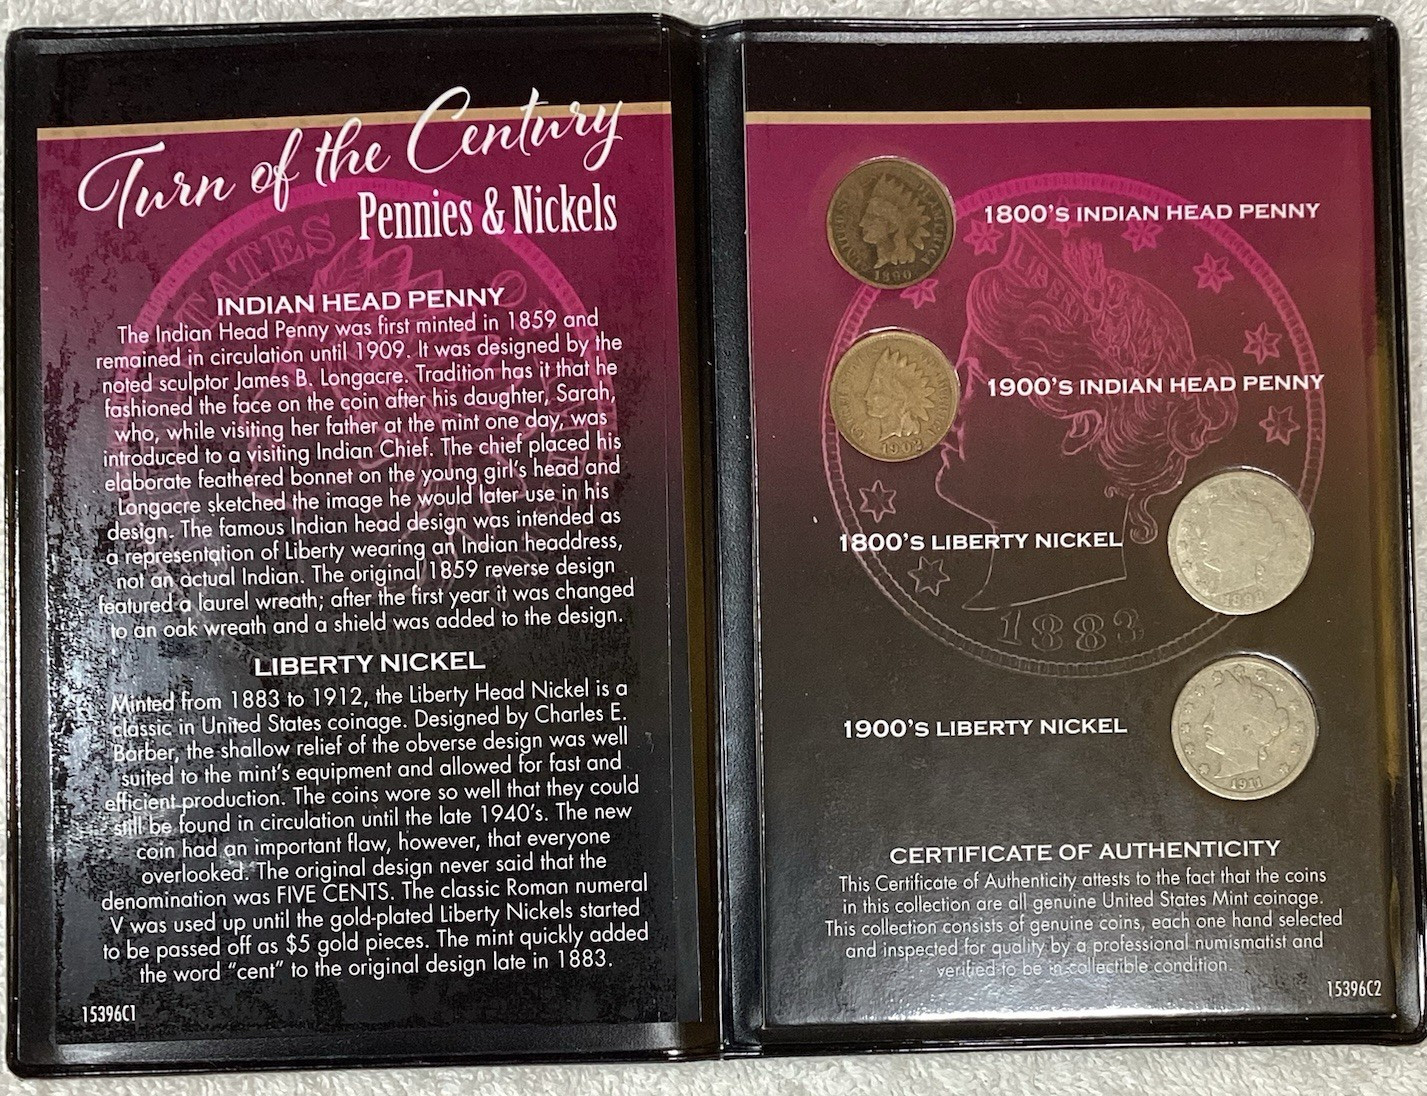 Turn of the Century
Pennies & Nickels
INDIAN HEAD PENNY
The Indian Head Penny was first minted in 1859 and
remained in circulation until 1909. It was designed by the
noted sculptor James B. Longacre. Tradition has it that he
fashioned the face on the coin after his daughter, Sarah,
who, while visiting her father at the mint one day, was
introduced to a visiting Indian Chief. The chief placed his
elaborate feathered bonnet on the young girl's head and
Longacre sketched the image he would later use in his
design. The famous Indian head design was intended as
a representation of Liberty wearing an Indian headdress,
not an actual Indian. The original 1859 reverse design
featured a laurel wreath; after the first year it was changed
to an oak wreath and a shield was added to the design.
LIBERTY NICKEL
Minted from 1883 to 1912, the Liberty Head Nickel is a
classic in United States coinage. Designed by Charles E.
Barber, the shallow relief of the obverse design was well
suited to the mint's equipment and allowed for fast and
efficient production. The coins wore so well that they could
still be found in circulation until the late 1940's. The new
coin had an important flaw, however, that everyone
overlooked. The original design never said that the
denomination was FIVE CENTS. The classic Roman numeral
V was used up until the gold-plated Liberty Nickels started
to be passed off as $5 gold pieces. The mint quickly added
the word "cent" to the original design late in 1883.
15396C1
1800'S INDIAN HEAD PENNY
1890
1900'S INDIAN HEAD PENNY
1902
1800'S LIBERTY NICKEL
1883
1900'S LIBERTY NICKEL
1911
CERTIFICATE OF AUTHENTICITY
This Certificate of Authenticity attests to the fact that the coins
in this collection are all genuine United States Mint coinage.
This collection consists of genuine coins, each one hand selected
and inspected for quality by a professional numismatist and
verified to be in collectible condition.
15396C2